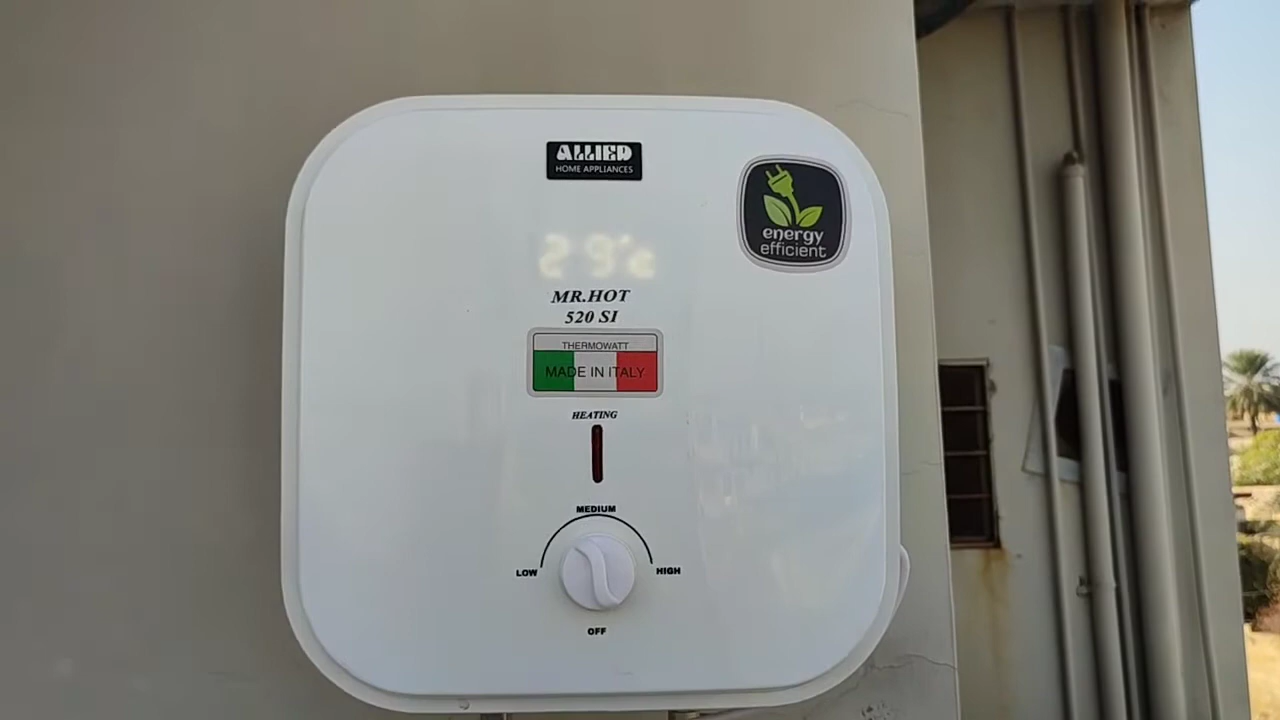 ALLIED
HOME APPLIANCES
energy
efficient
29°c
MR.HOT
520 SI
THERMOWATT
MADE IN ITALY
HEATING
MEDIUM
LOW
HIGH
OFF